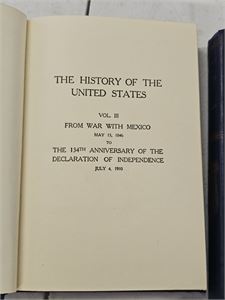 THE HISTORY OF THE
UNITED STATES
VOL. III
FROM WAR WITH MEXICO
MAY 13, 1846
TO
THE 134TH ANNIVERSARY OF THE
DECLARATION OF INDEPENDENCE
JULY 4, 1910